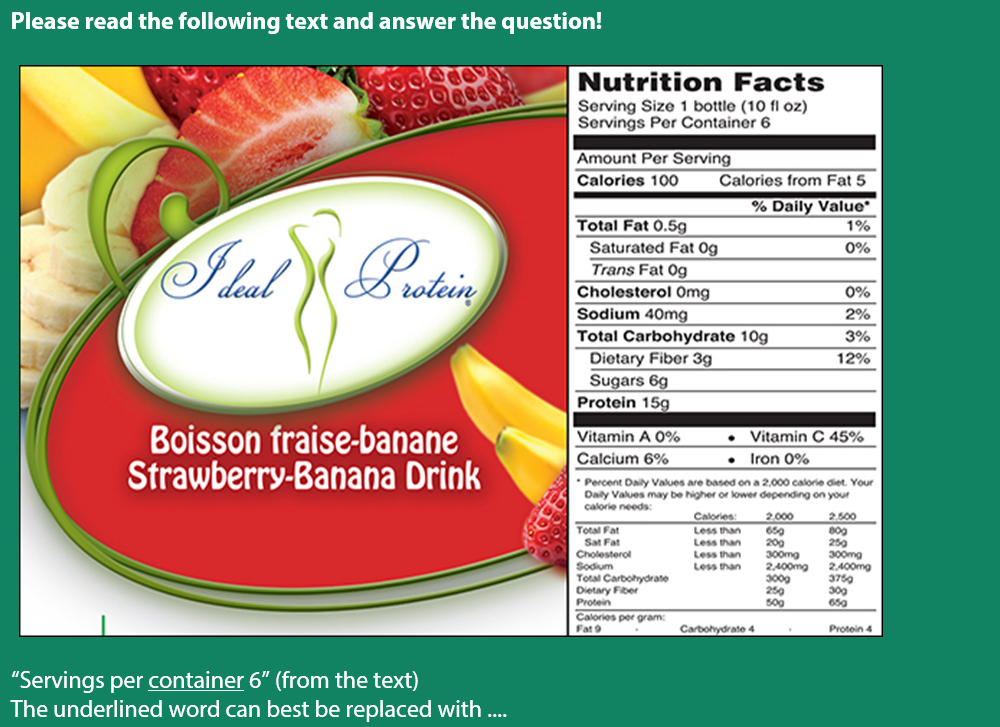 Please read the following text and answer the question!
Ideal Protein®
Boisson fraise-banane
Strawberry-Banana Drink
Nutrition Facts
Serving Size 1 bottle (10 fl oz)
Servings Per Container 6
Amount Per Serving
Calories 100 Calories from Fat 5
% Daily Value*
Total Fat 0.5g 1%
Saturated Fat 0g 0%
Trans Fat 0g
Cholesterol 0mg 0%
Sodium 40mg 2%
Total Carbohydrate 10g 3%
Dietary Fiber 3g 12%
Sugars 6g
Protein 15g
Vitamin A 0% • Vitamin C 45%
Calcium 6% • Iron 0%
* Percent Daily Values are based on a 2,000 calorie diet. Your
Daily Values may be higher or lower depending on your
calorie needs:
Calories: 2,000 2,500
Total Fat Less than 65g 80g
Sat Fat Less than 20g 25g
Cholesterol Less than 300mg 300mg
Sodium Less than 2,400mg 2,400mg
Total Carbohydrate 300g 375g
Dietary Fiber 25g 30g
Protein 50g 65g
Calories per gram:
Fat 9 · Carbohydrate 4 · Protein 4
“Servings per container 6” (from the text)
The underlined word can best be replaced with ....